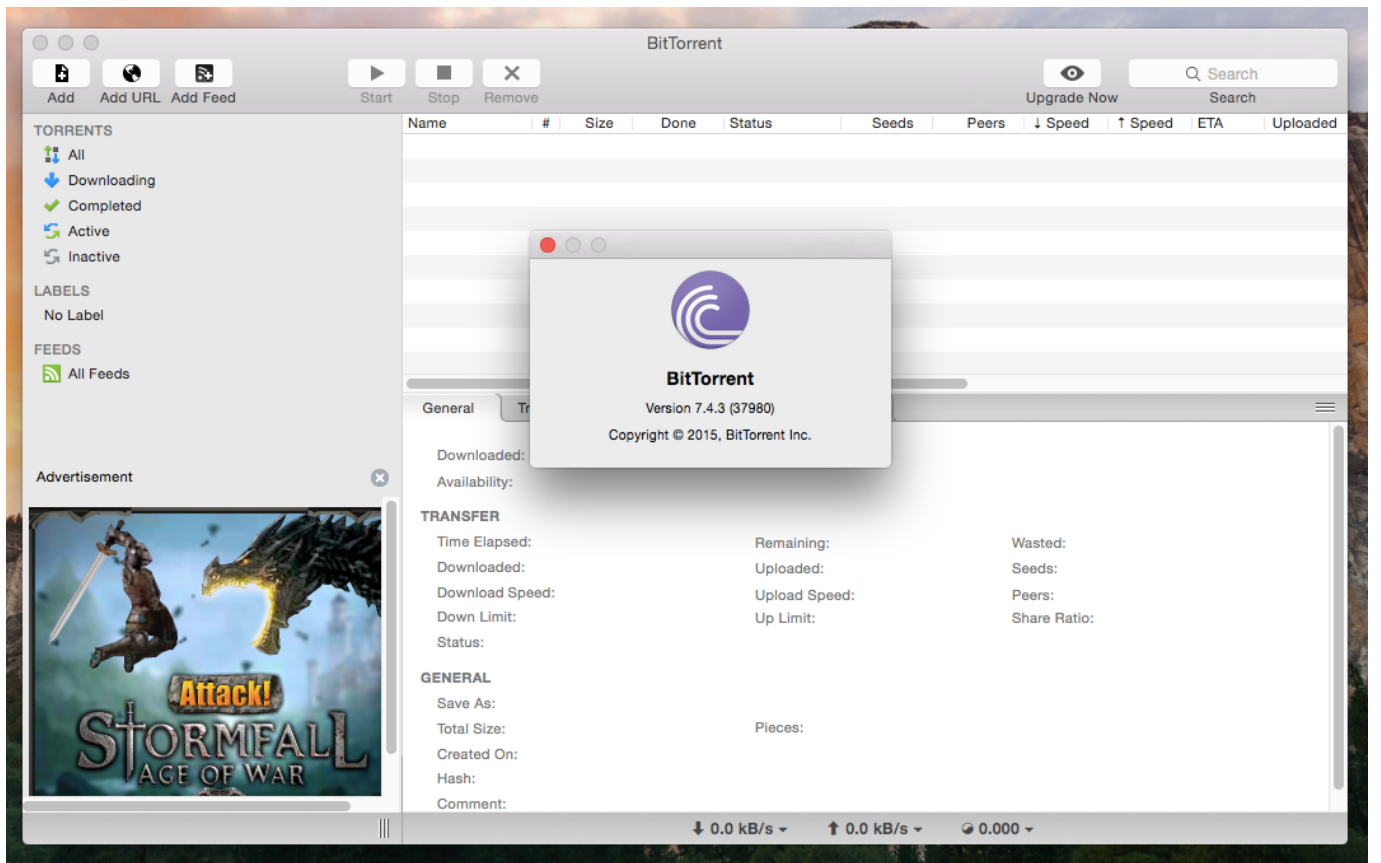 BitTorrent
Add Add URL Add Feed Start Stop Remove Upgrade Now Search
Search
TORRENTS
All
Downloading
Completed
Active
Inactive
LABELS
No Label
FEEDS
All Feeds
Advertisement
Attack!
STORMFALL
AGE OF WAR
Name # Size Done Status Seeds Peers ↓ Speed ↑ Speed ETA Uploaded
BitTorrent
Version 7.4.3 (37980)
Copyright © 2015, BitTorrent Inc.
General Tr
Downloaded:
Availability:
TRANSFER
Time Elapsed: Remaining: Wasted:
Downloaded: Uploaded: Seeds:
Download Speed: Upload Speed: Peers:
Down Limit: Up Limit: Share Ratio:
Status:
GENERAL
Save As:
Total Size: Pieces:
Created On:
Hash:
Comment:
0.0 kB/s 0.0 kB/s 0.000